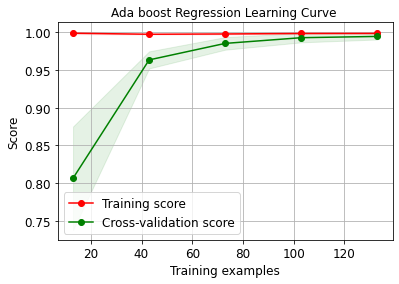 Ada boost Regression Learning Curve
Score
1.00
0.95
0.90
0.85
0.80
0.75
Training score
Cross-validation score
20 40 60 80 100 120
Training examples